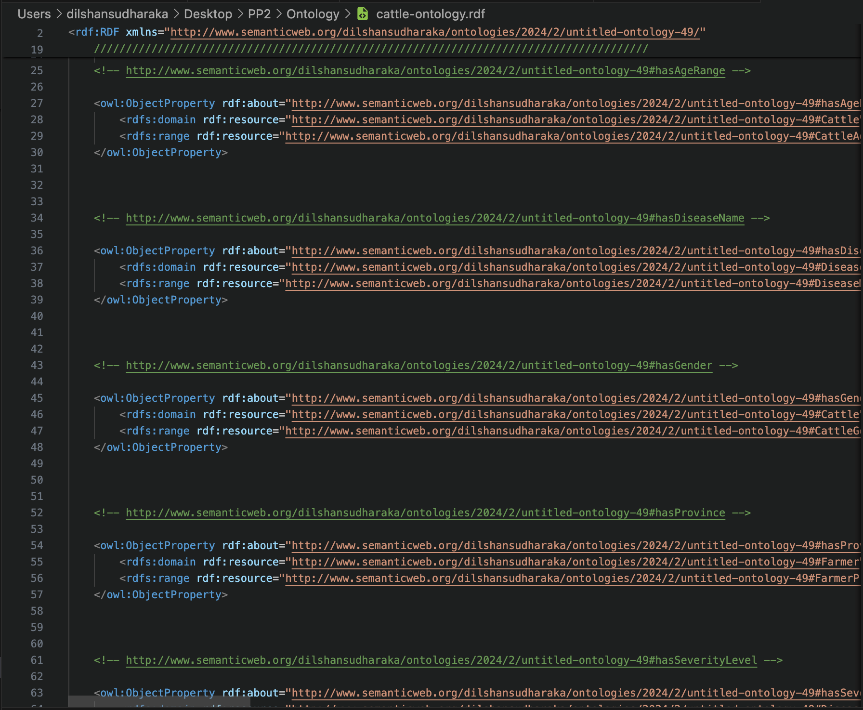 Users > dilshansudharaka > Desktop > PP2 > Ontology > cattle-ontology.rdf
2 <rdf:RDF xmlns="http://www.semanticweb.org/dilshansudharaka/ontologies/2024/2/untitled-ontology-49/"
19 ///////////////////////////////////////////////////////////////////////////////////////
25 <!-- http://www.semanticweb.org/dilshansudharaka/ontologies/2024/2/untitled-ontology-49#hasAgeRange -->
26
27 <owl:ObjectProperty rdf:about="http://www.semanticweb.org/dilshansudharaka/ontologies/2024/2/untitled-ontology-49#hasAge
28 <rdfs:domain rdf:resource="http://www.semanticweb.org/dilshansudharaka/ontologies/2024/2/untitled-ontology-49#Cattle"
29 <rdfs:range rdf:resource="http://www.semanticweb.org/dilshansudharaka/ontologies/2024/2/untitled-ontology-49#CattleA
30 </owl:ObjectProperty>
31
32
33
34 <!-- http://www.semanticweb.org/dilshansudharaka/ontologies/2024/2/untitled-ontology-49#hasDiseaseName -->
35
36 <owl:ObjectProperty rdf:about="http://www.semanticweb.org/dilshansudharaka/ontologies/2024/2/untitled-ontology-49#hasDis
37 <rdfs:domain rdf:resource="http://www.semanticweb.org/dilshansudharaka/ontologies/2024/2/untitled-ontology-49#Diseas
38 <rdfs:range rdf:resource="http://www.semanticweb.org/dilshansudharaka/ontologies/2024/2/untitled-ontology-49#Disease
39 </owl:ObjectProperty>
40
41
42
43 <!-- http://www.semanticweb.org/dilshansudharaka/ontologies/2024/2/untitled-ontology-49#hasGender -->
44
45 <owl:ObjectProperty rdf:about="http://www.semanticweb.org/dilshansudharaka/ontologies/2024/2/untitled-ontology-49#hasGen
46 <rdfs:domain rdf:resource="http://www.semanticweb.org/dilshansudharaka/ontologies/2024/2/untitled-ontology-49#Cattle"
47 <rdfs:range rdf:resource="http://www.semanticweb.org/dilshansudharaka/ontologies/2024/2/untitled-ontology-49#CattleG
48 </owl:ObjectProperty>
49
50
51
52 <!-- http://www.semanticweb.org/dilshansudharaka/ontologies/2024/2/untitled-ontology-49#hasProvince -->
53
54 <owl:ObjectProperty rdf:about="http://www.semanticweb.org/dilshansudharaka/ontologies/2024/2/untitled-ontology-49#hasPro
55 <rdfs:domain rdf:resource="http://www.semanticweb.org/dilshansudharaka/ontologies/2024/2/untitled-ontology-49#Farmer"
56 <rdfs:range rdf:resource="http://www.semanticweb.org/dilshansudharaka/ontologies/2024/2/untitled-ontology-49#FarmerP
57 </owl:ObjectProperty>
58
59
60
61 <!-- http://www.semanticweb.org/dilshansudharaka/ontologies/2024/2/untitled-ontology-49#hasSeverityLevel -->
62
63 <owl:ObjectProperty rdf:about="http://www.semanticweb.org/dilshansudharaka/ontologies/2024/2/untitled-ontology-49#hasSev